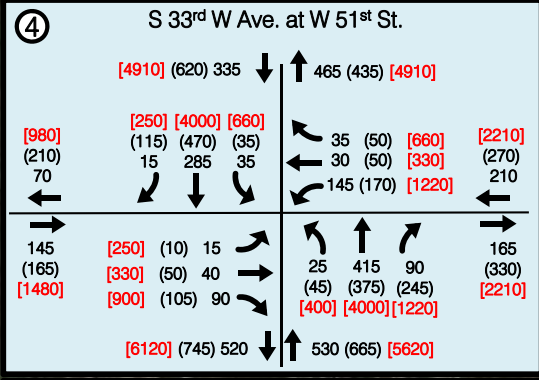 4
S 33rd W Ave. at W 51st St.
[4910] (620) 335
465 (435) [4910]
[980]
(210)
70
[250] [4000] [660]
(115) (470) (35)
15 285 35
35 (50) [660]
30 (50) [330]
145 (170) [1220]
[2210]
(270)
210
145
(165)
[1480]
[250] (10) 15
[330] (50) 40
[900] (105) 90
25 415 90
(45) (375) (245)
[400] [4000] [1220]
165
(330)
[2210]
[6120] (745) 520
530 (665) [5620]